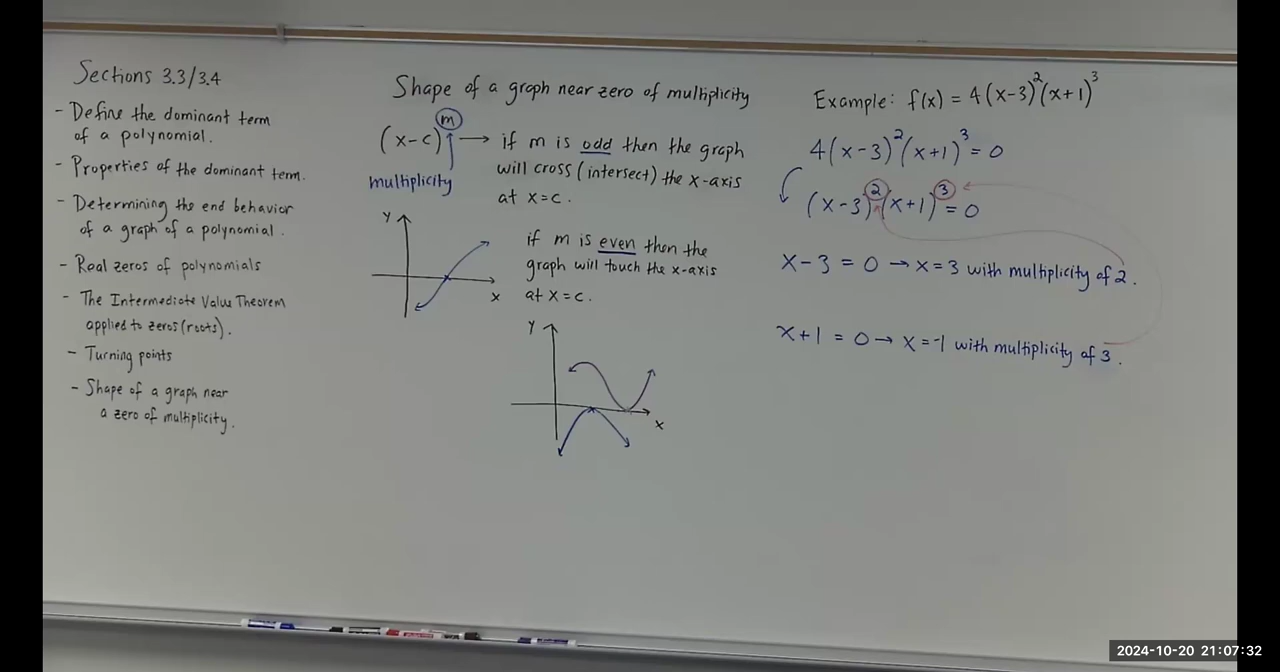 Sections 3.3/3.4
- Define the dominant term
of a polynomial.
- Properties of the dominant term.
- Determining the end behavior
of a graph of a polynomial.
- Real zeros of polynomials
- The Intermediate Value Theorem
applied to zeros (roots).
- Turning points
- Shape of a graph near
a zero of multiplicity.
Shape of a graph near zero of multiplicity
(x-c)^m → if m is odd then the graph
will cross (intersect) the x-axis
at x=c.
multiplicity
y
x
if m is even then the
graph will touch the x-axis
at x=c.
y
x
Example: f(x) = 4(x-3)²(x+1)³
4(x-3)²(x+1)³ = 0
(x-3)²(x+1)³ = 0
x-3 = 0 → x=3 with multiplicity of 2.
x+1 = 0 → x=-1 with multiplicity of 3.
2024-10-20 21:07:32